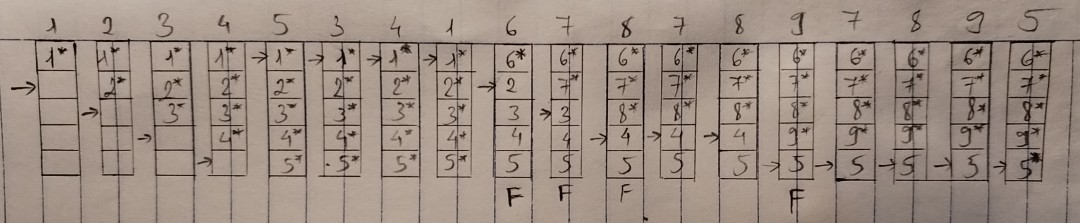 1 2 3 4 5 3 4 1 6 7 8 7 8 9 7 8 9 5
1* 1* 1* 1* → 1* → 1* → 1* → 1* 6* 6* 6* 6* 6* 6* 6* 6* 6* 6*
→ 2* 2* 2* 2* 2* 2* 2* → 2 7* 7* 7* 7* 7* 7* 7* 7* 7*
→ 3* 3* 3* 3* 3* 3* 3 → 3 8* 8* 8* 8* 8* 8* 8* 8*
→ 4* 4* 4* 4* 4* 4 4 → 4 → 4 → 4 9* 9* 9* 9* 9*
→ 5* 5* 5* 5* 5 5 5 5 5 → 5 → 5 → 5 → 5 → 5*
F F F F